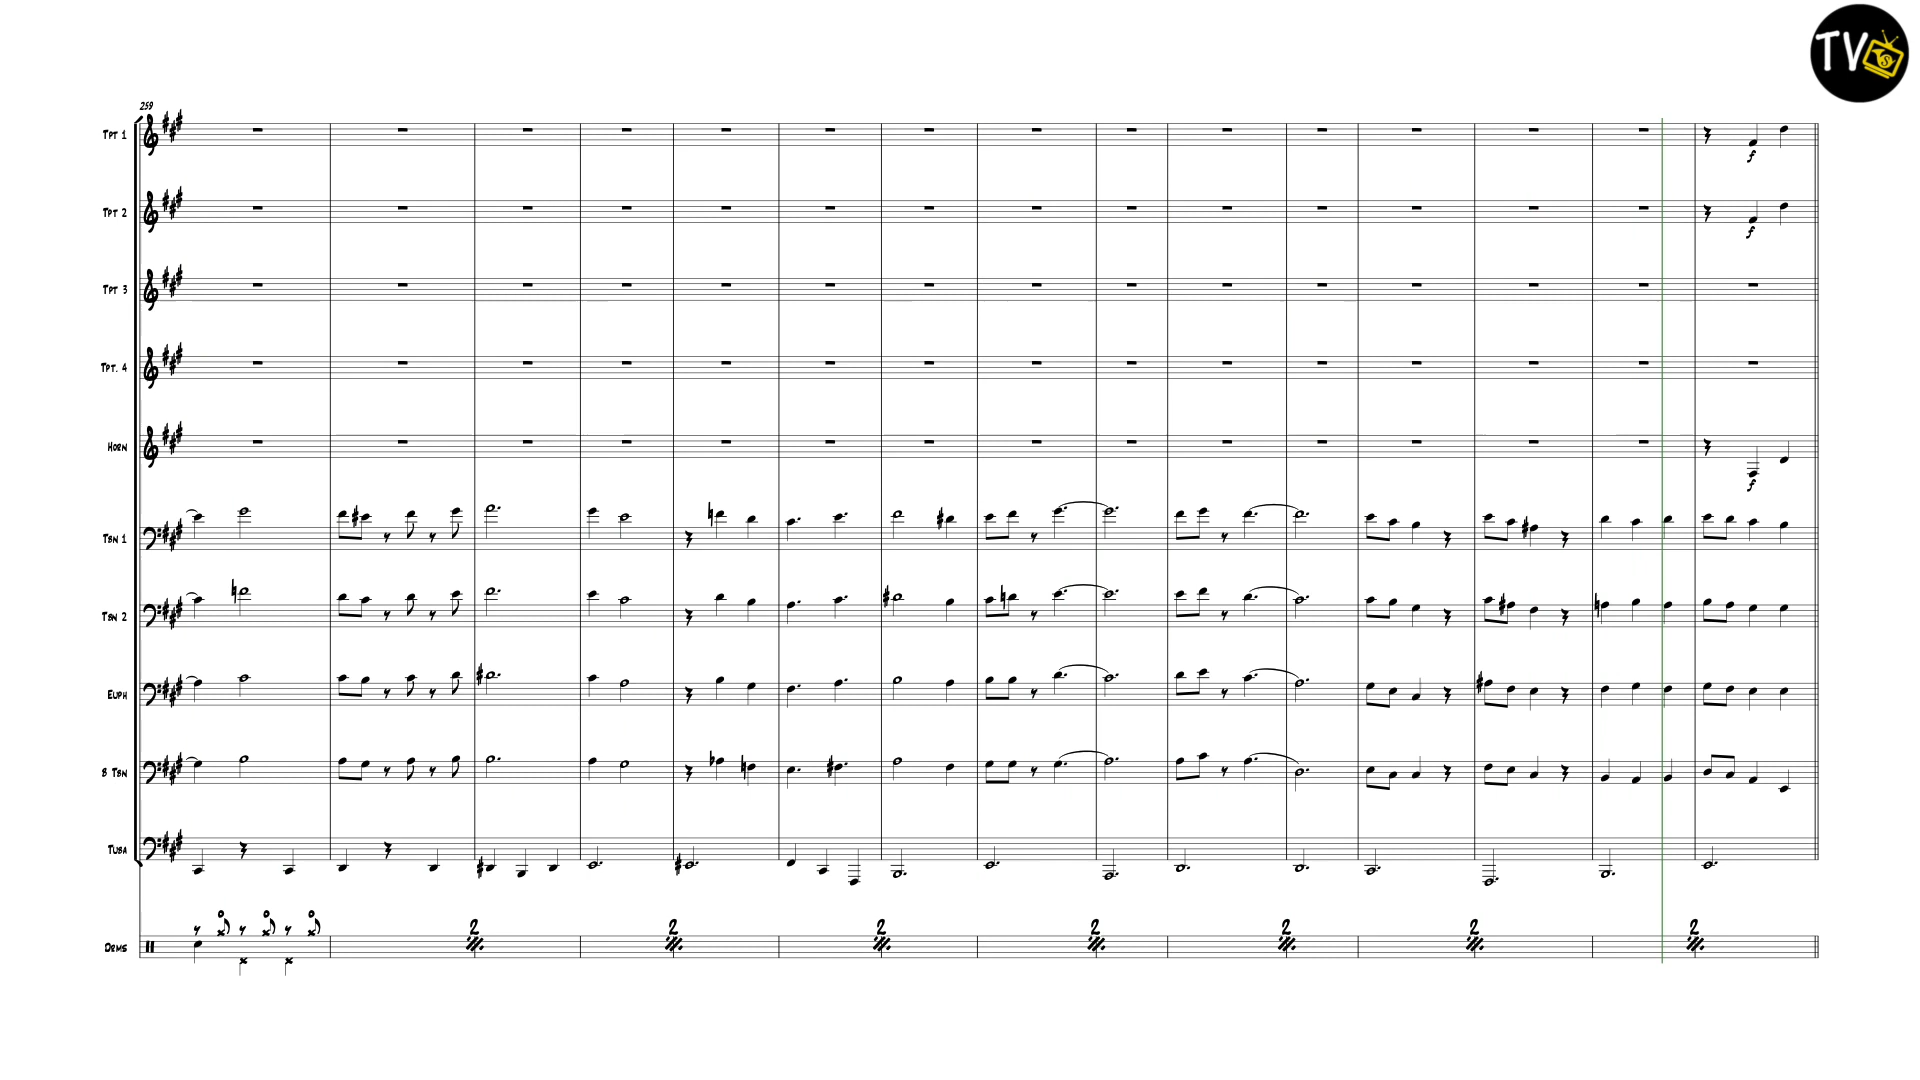 TV
259
Tpt 1
f
Tpt 2
f
Tpt 3
Tpt. 4
Horn
f
Tbn 1
Tbn 2
Euph
B Tbn
Tuba
2 2 2 2 2 2 2
Drms